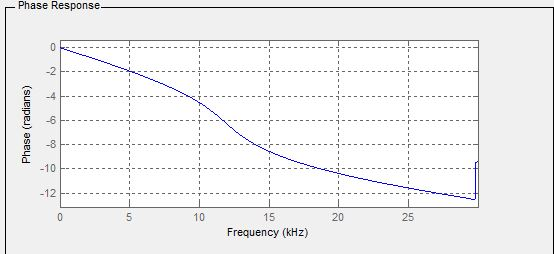 Phase Response
0
-2
-4
-6
-8
-10
-12
Phase (radians)
0 5 10 15 20 25
Frequency (kHz)